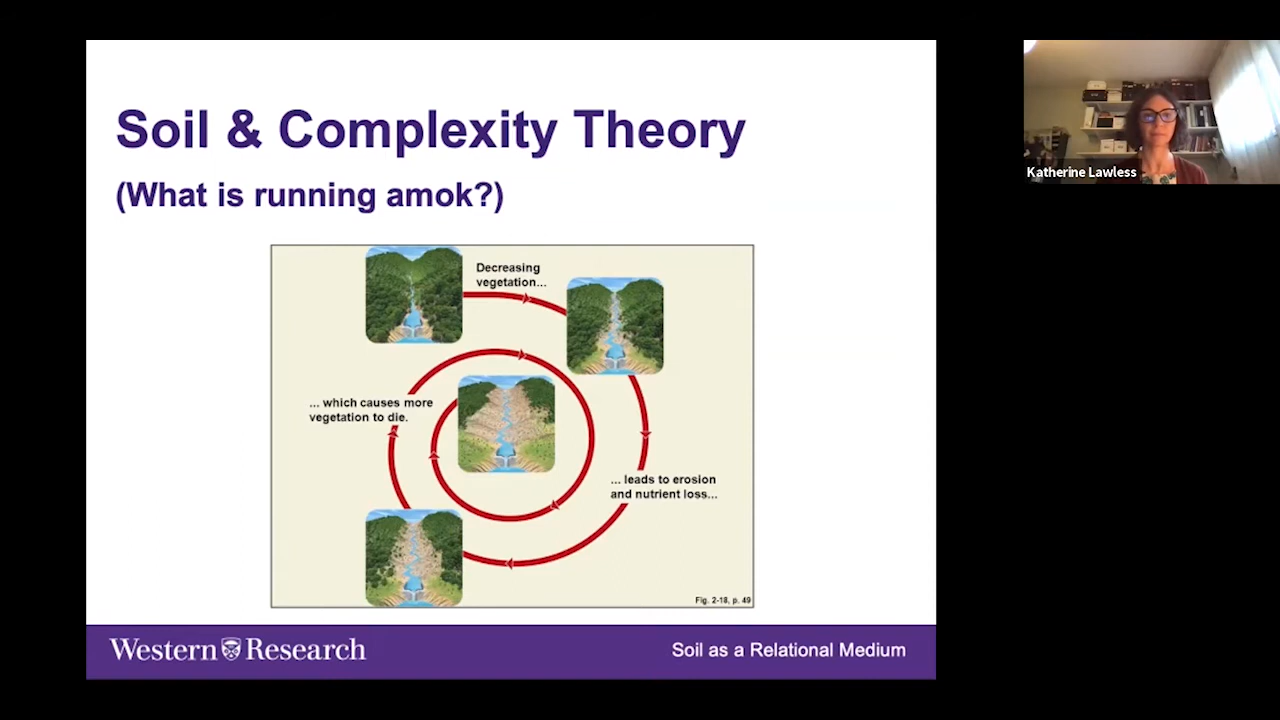 Soil & Complexity Theory
(What is running amok?)
Decreasing
vegetation...
... which causes more
vegetation to die.
... leads to erosion
and nutrient loss...
Fig. 2-18, p. 49
Western Research
Soil as a Relational Medium
Katherine Lawless